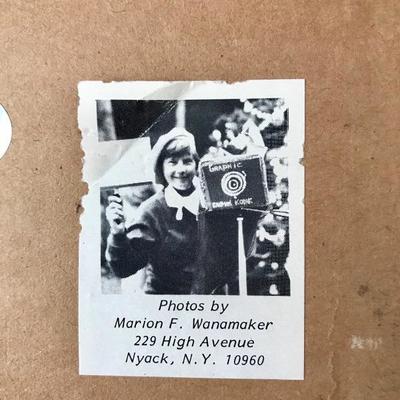 GRAPHIC
Photos by
Marion F. Wanamaker
229 High Avenue
Nyack, N.Y. 10960